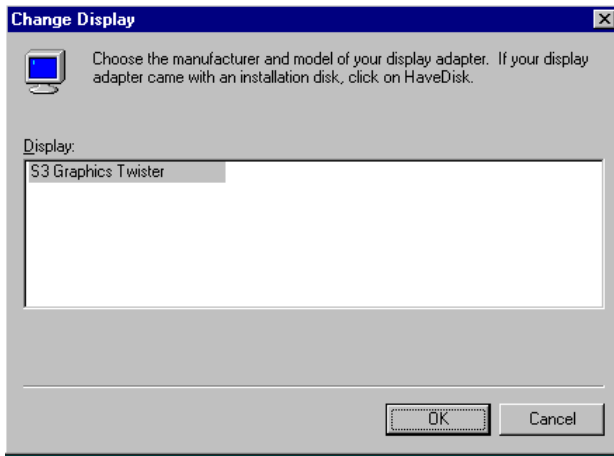 Change Display
Choose the manufacturer and model of your display adapter. If your display
adapter came with an installation disk, click on HaveDisk.
Display:
S3 Graphics Twister
OK
Cancel